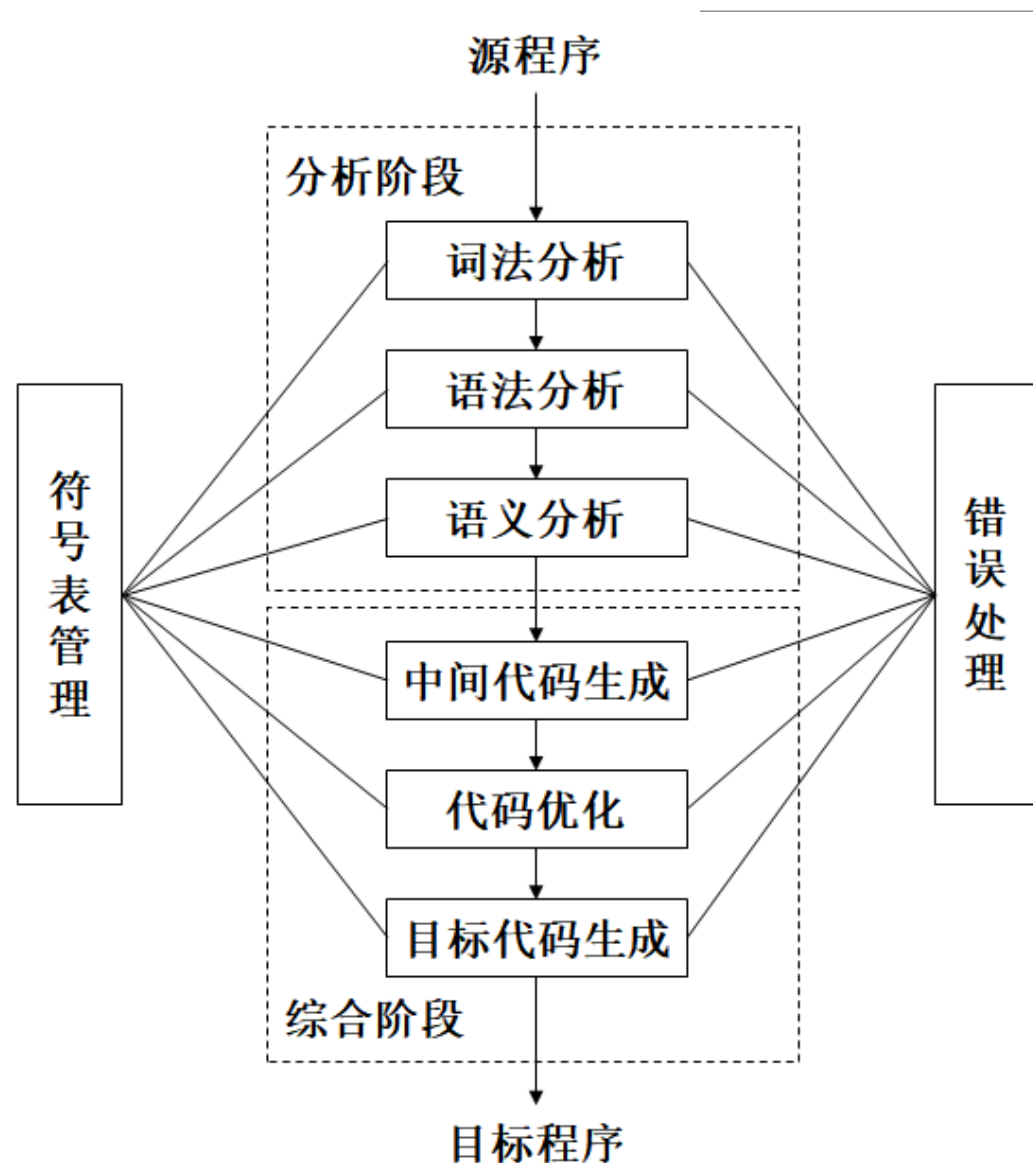 源程序
分析阶段
词法分析
语法分析
语义分析
符号表管理
错误处理
中间代码生成
代码优化
目标代码生成
综合阶段
目标程序